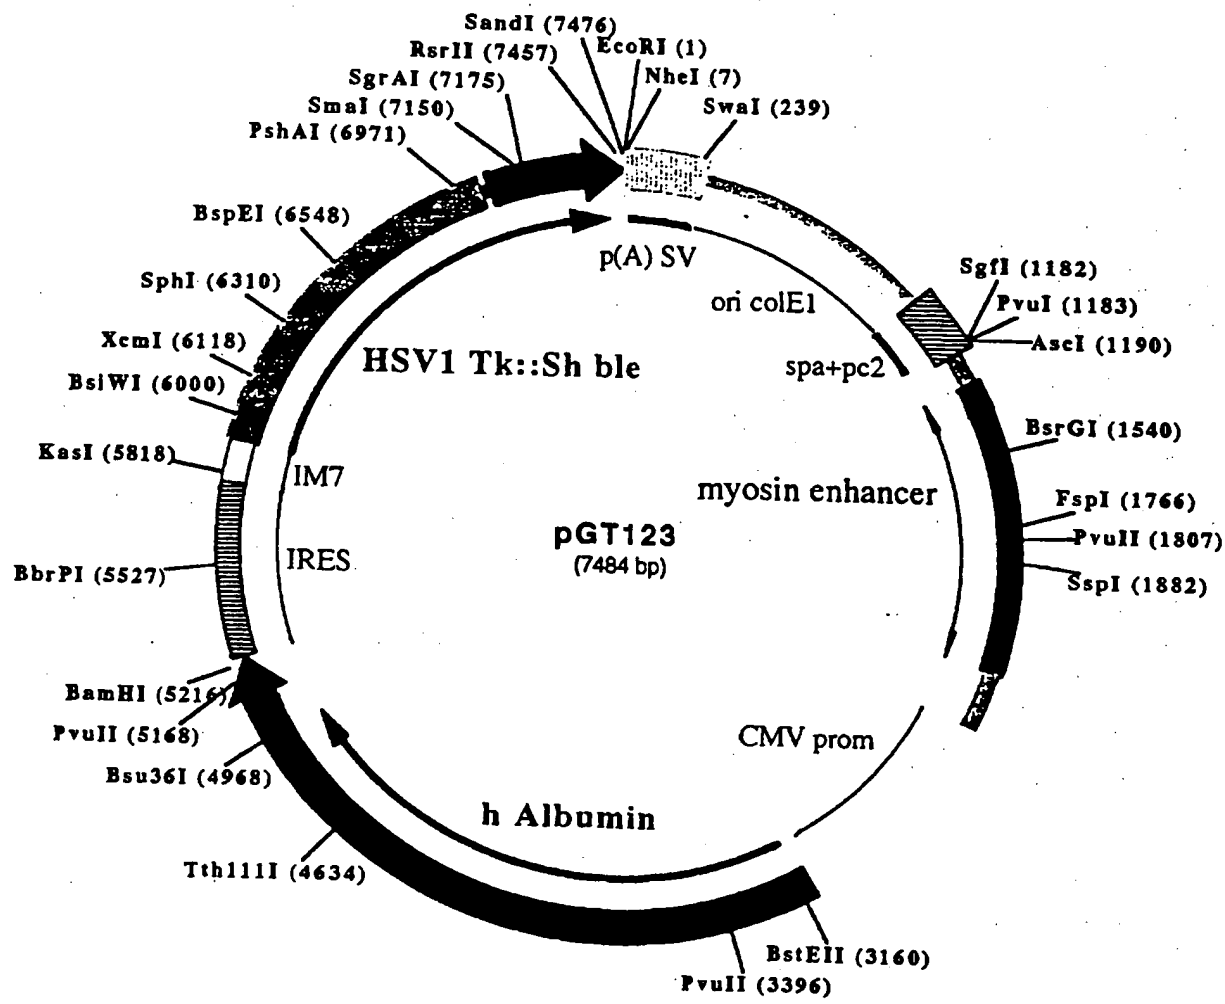 SandI (7476)
EcoRI (1)
RsrII (7457)
NheI (7)
SgrAI (7175)
SwaI (239)
SmaI (7150)
PshAI (6971)
BspEI (6548)
p(A) SV
SphI (6310)
SgfI (1182)
ori colE1
PvuI (1183)
XcmI (6118)
AscI (1190)
HSV1 Tk::Sh ble
spa+pc2
BsiWI (6000)
BsrGI (1540)
KasI (5818)
IM7
myosin enhancer
FspI (1766)
pGT123
PvuII (1807)
IRES
(7484 bp)
BbrPI (5527)
SspI (1882)
BamHI (5216)
PvuII (5168)
CMV prom
Bsu36I (4968)
h Albumin
Tth111I (4634)
BstEII (3160)
PvuII (3396)